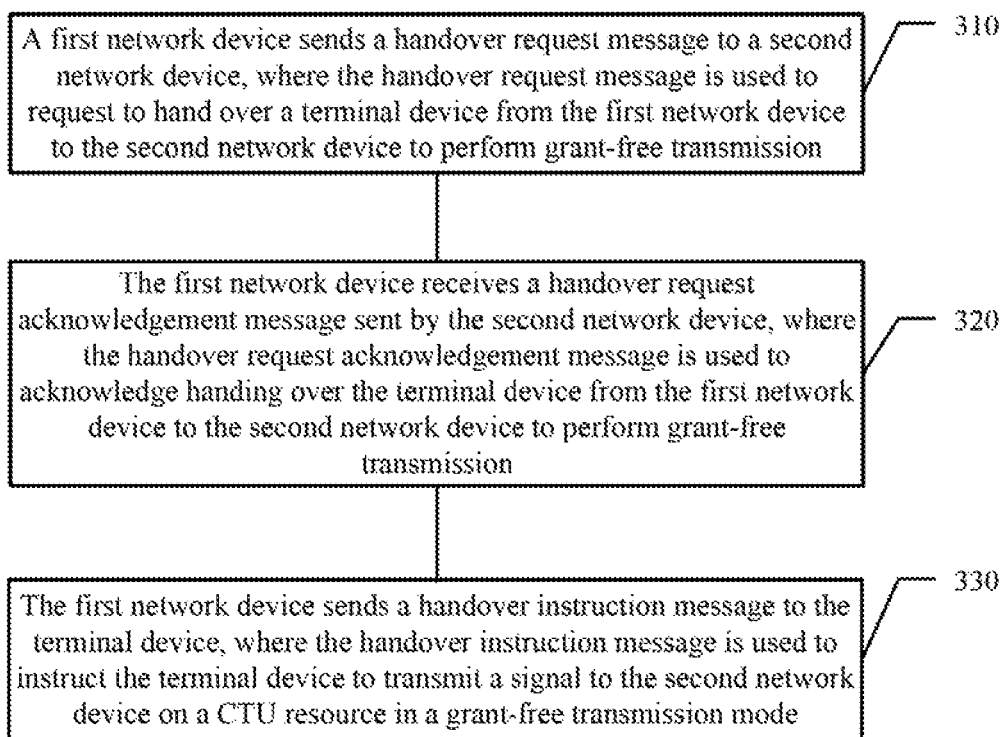 A first network device sends a handover request message to a second
network device, where the handover request message is used to
request to hand over a terminal device from the first network device
to the second network device to perform grant-free transmission
310
The first network device receives a handover request
acknowledgement message sent by the second network device, where
the handover request acknowledgement message is used to
acknowledge handing over the terminal device from the first network
device to the second network device to perform grant-free
transmission
320
The first network device sends a handover instruction message to the
terminal device, where the handover instruction message is used to
instruct the terminal device to transmit a signal to the second network
device on a CTU resource in a grant-free transmission mode
330